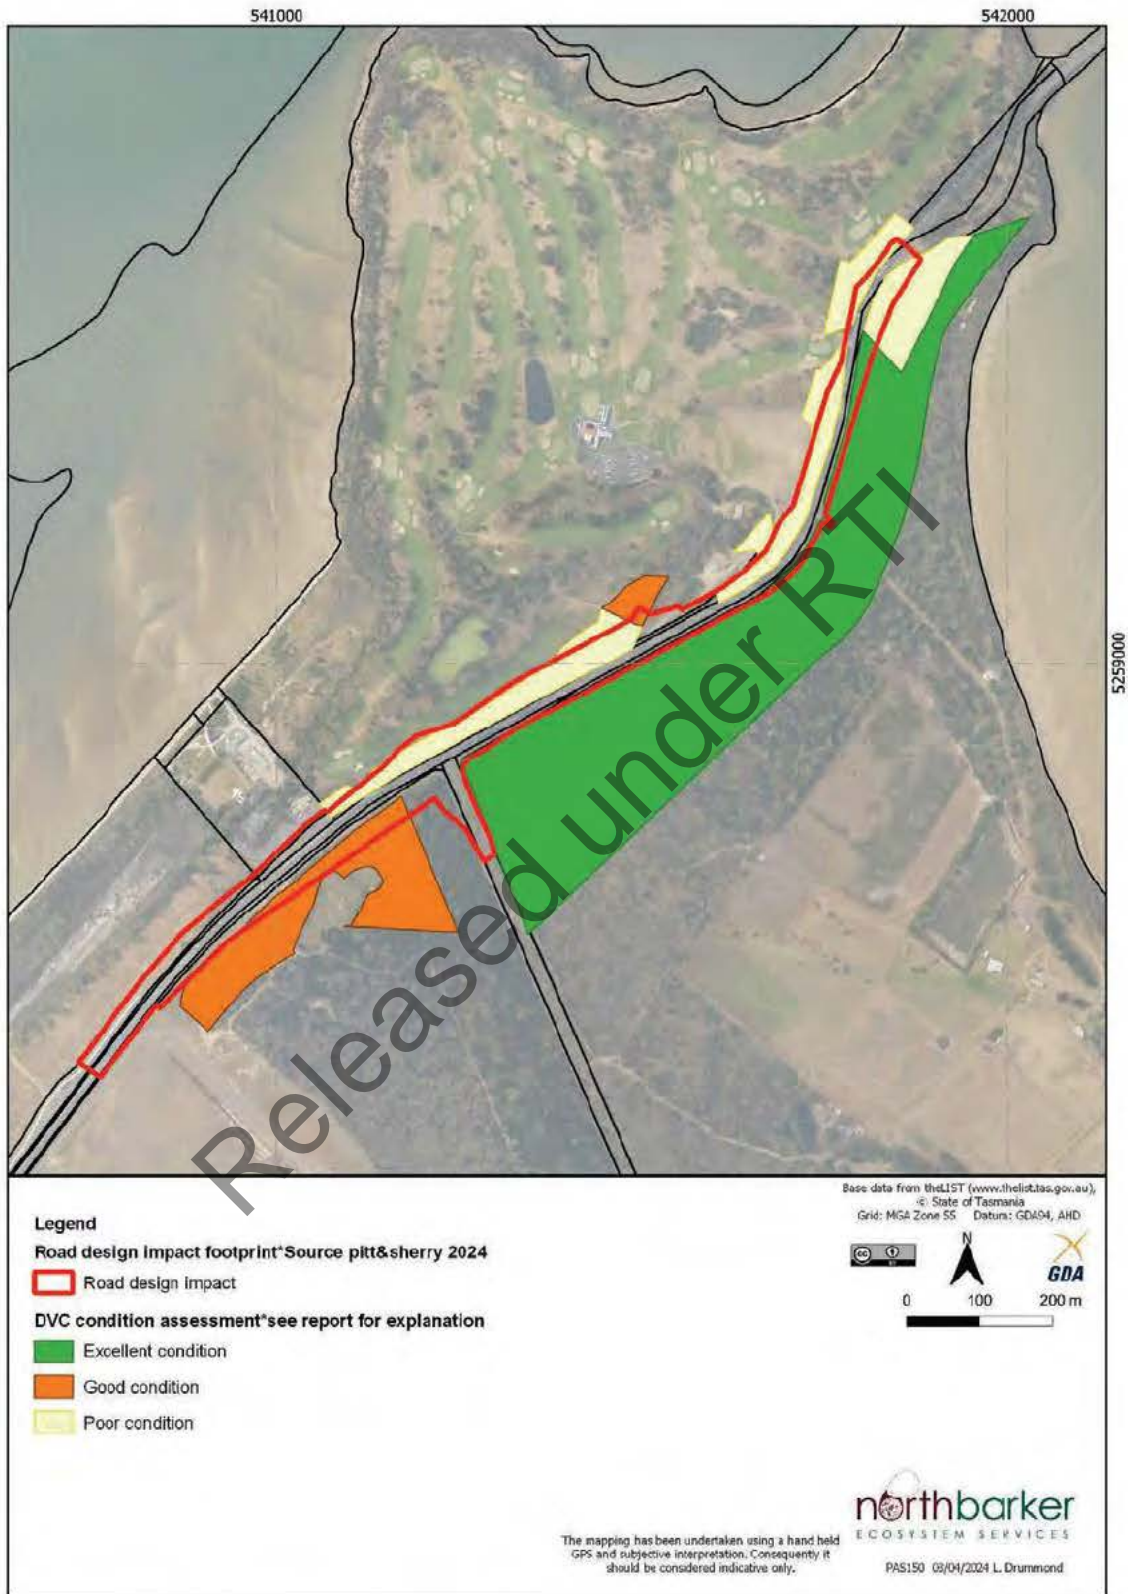 541000
542000
5259000
Released under RTI
Base data from theLIST (www.thelist.tas.gov.au),
© State of Tasmania
Grid: MGA Zone 55 Datum: GDA94, AHD
Legend
Road design impact footprint*Source pitt&sherry 2024
Road design impact
DVC condition assessment*see report for explanation
Excellent condition
Good condition
Poor condition
cc
BY
N
GDA
0 100 200 m
northbarker
ECOSYSTEM SERVICES
The mapping has been undertaken using a hand held
GPS and subjective interpretation. Consequently it
should be considered indicative only.
PAS150 03/04/2024 L. Drummond